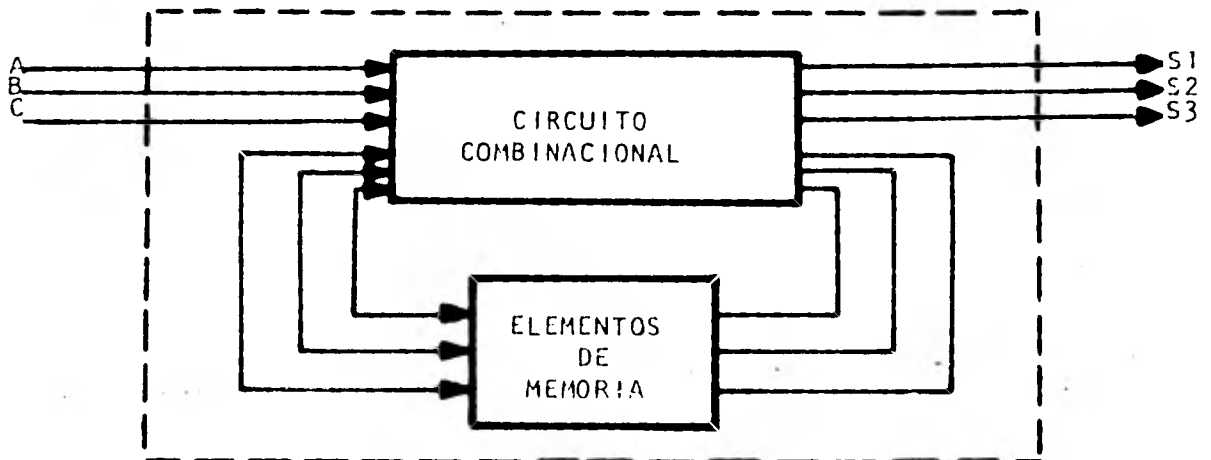 A
B
C
S1
S2
S3
CIRCUITO
COMBINACIONAL
ELEMENTOS
DE
MEMORIA